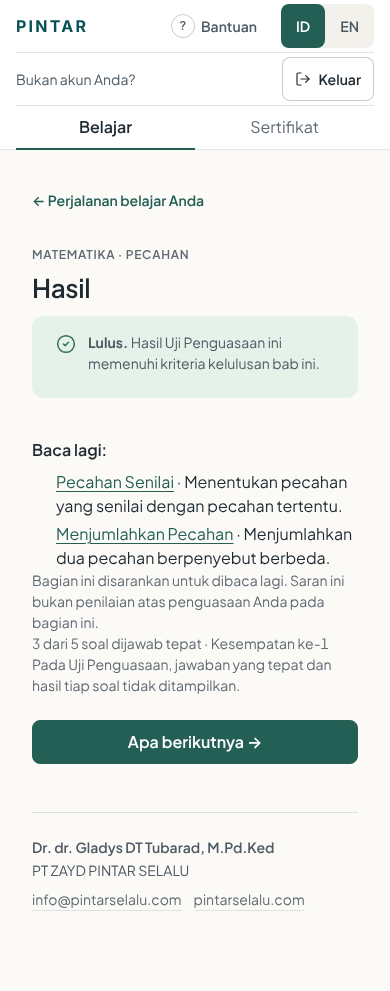 PINTAR
? Bantuan
ID
EN
Bukan akun Anda?
Keluar
Belajar
Sertifikat
← Perjalanan belajar Anda
MATEMATIKA · PECAHAN
Hasil
Lulus. Hasil Uji Penguasaan ini
memenuhi kriteria kelulusan bab ini.
Baca lagi:
Pecahan Senilai · Menentukan pecahan
yang senilai dengan pecahan tertentu.
Menjumlahkan Pecahan · Menjumlahkan
dua pecahan berpenyebut berbeda.
Bagian ini disarankan untuk dibaca lagi. Saran ini
bukan penilaian atas penguasaan Anda pada
bagian ini.
3 dari 5 soal dijawab tepat · Kesempatan ke-1
Pada Uji Penguasaan, jawaban yang tepat dan
hasil tiap soal tidak ditampilkan.
Apa berikutnya →
Dr. dr. Gladys DT Tubarad, M.Pd.Ked
PT ZAYD PINTAR SELALU
info@pintarselalu.com pintarselalu.com